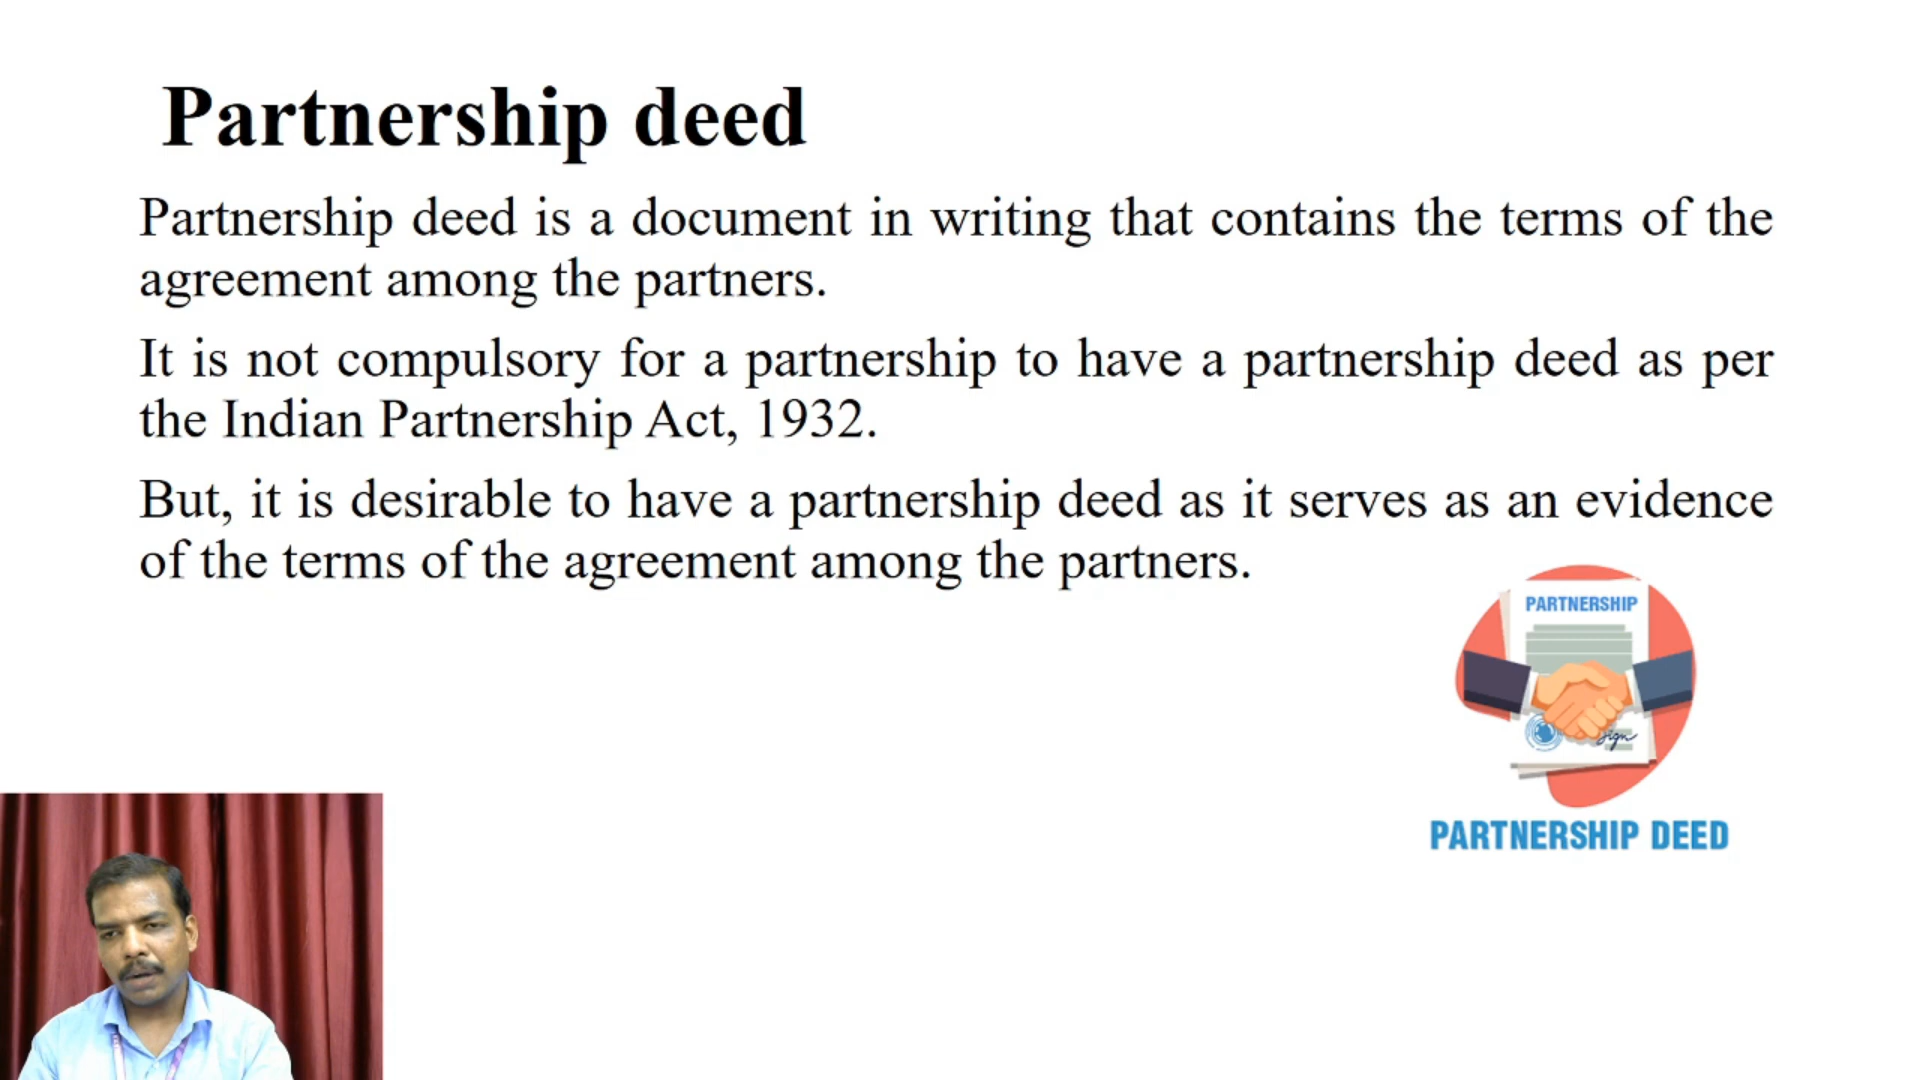 Partnership deed
Partnership deed is a document in writing that contains the terms of the
agreement among the partners.
It is not compulsory for a partnership to have a partnership deed as per
the Indian Partnership Act, 1932.
But, it is desirable to have a partnership deed as it serves as an evidence
of the terms of the agreement among the partners.
PARTNERSHIP
sign
PARTNERSHIP DEED